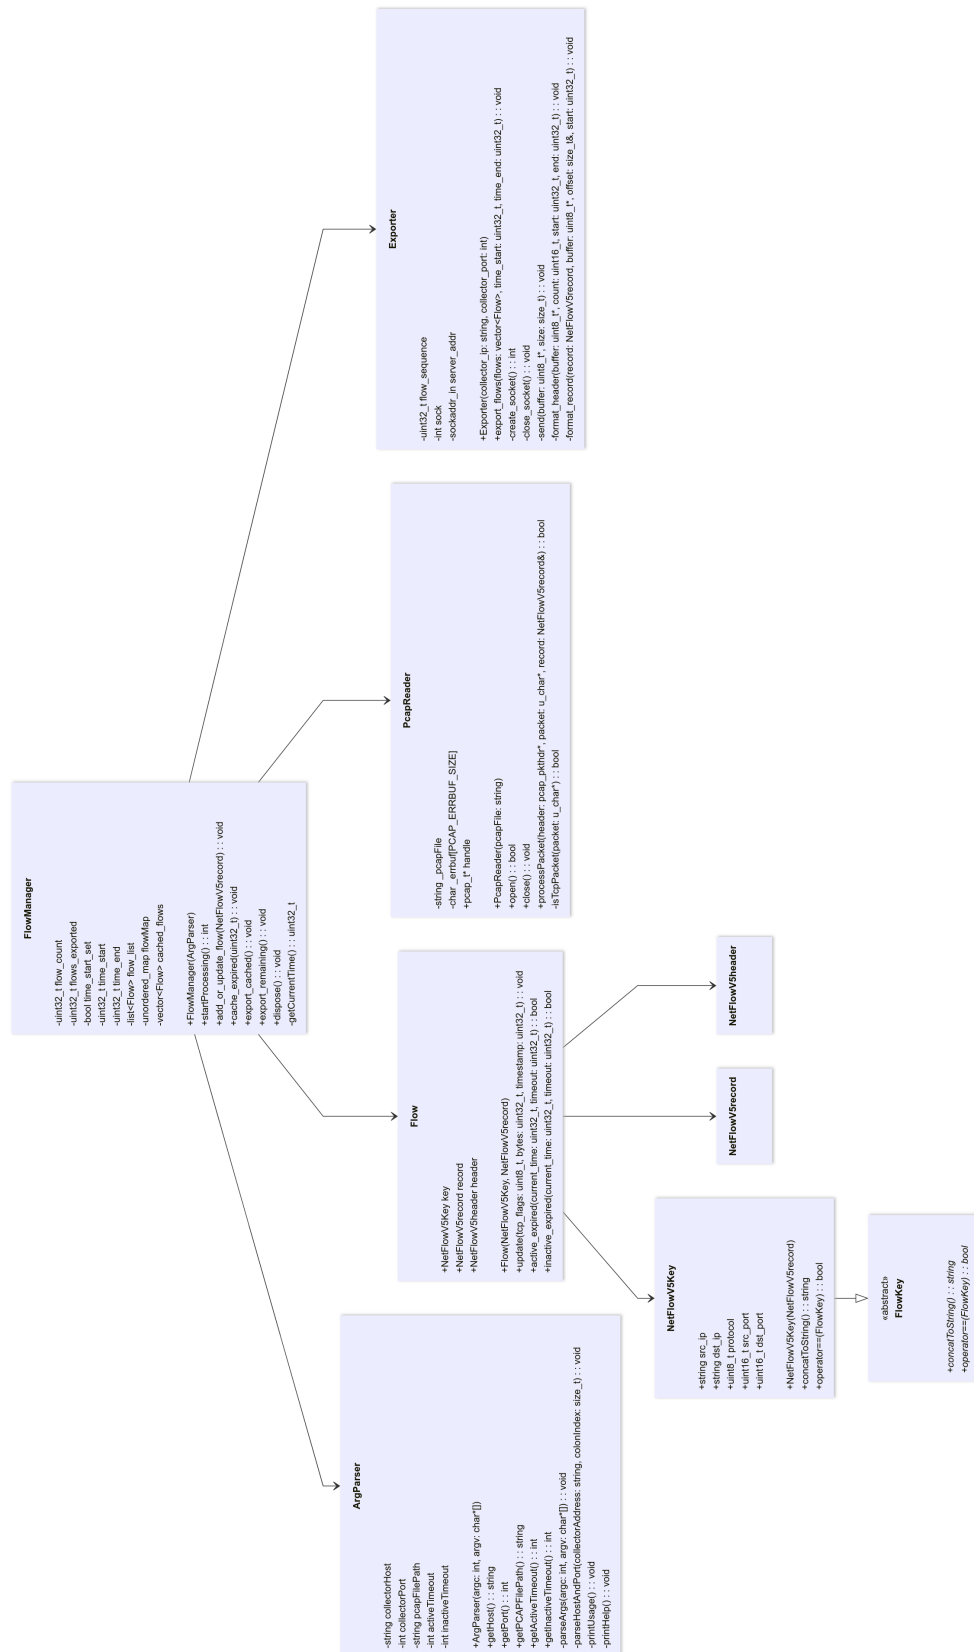 FlowManager
-uint32_t flow_count
-uint32_t flows_exported
-bool time_start_set
-uint32_t time_start
-uint32_t time_end
-list<Flow> flow_list
-unordered_map flowMap
-vector<Flow> cached_flows
+FlowManager(ArgParser)
+startProcessing() : : int
+add_or_update_flow(NetFlowV5record) : : void
+cache_expired(uint32_t) : : void
+export_cached() : : void
+export_remaining() : : void
+dispose() : : void
-getCurrentTime() : : uint32_t
ArgParser
-string collectorHost
-int collectorPort
-string pcapFilePath
-int activeTimeout
-int inactiveTimeout
+ArgParser(argc: int, argv: char*[])
+getHost() : : string
+getPort() : : int
+getPCAPFilePath() : : string
+getActiveTimeout() : : int
+getInactiveTimeout() : : int
-parseArgs(argc: int, argv: char*[]) : : void
-parseHostAndPort(collectorAddress: string, colonIndex: size_t) : : void
-printUsage() : : void
-printHelp() : : void
Flow
+NetFlowV5Key key
+NetFlowV5record record
+NetFlowV5header header
+Flow(NetFlowV5Key, NetFlowV5record)
+update(tcp_flags: uint8_t, bytes: uint32_t, timestamp: uint32_t) : : void
+active_expired(current_time: uint32_t, timeout: uint32_t) : : bool
+inactive_expired(current_time: uint32_t, timeout: uint32_t) : : bool
PcapReader
-string _pcapFile
-char _errbuf[PCAP_ERRBUF_SIZE]
+pcap_t* handle
+PcapReader(pcapFile: string)
+open() : : bool
+close() : : void
+processPacket(header: pcap_pkthdr*, packet: u_char*, record: NetFlowV5record&) : : bool
-isTcpPacket(packet: u_char*) : : bool
Exporter
-uint32_t flow_sequence
-int sock
-sockaddr_in server_addr
+Exporter(collector_ip: string, collector_port: int)
+export_flows(flows: vector<Flow>, time_start: uint32_t, time_end: uint32_t) : : void
-create_socket() : : int
-close_socket() : : void
-send(buffer: uint8_t*, size: size_t) : : void
-format_header(buffer: uint8_t*, count: uint16_t, start: uint32_t, end: uint32_t) : : void
-format_record(record: NetFlowV5record, buffer: uint8_t*, offset: size_t&, start: uint32_t) : : void
NetFlowV5Key
+string src_ip
+string dst_ip
+uint8_t protocol
+uint16_t src_port
+uint16_t dst_port
+NetFlowV5Key(NetFlowV5record)
+concatToString() : : string
+operator==(FlowKey) : : bool
NetFlowV5record
NetFlowV5header
«abstract»
FlowKey
+concatToString() : : string
+operator==(FlowKey) : : bool